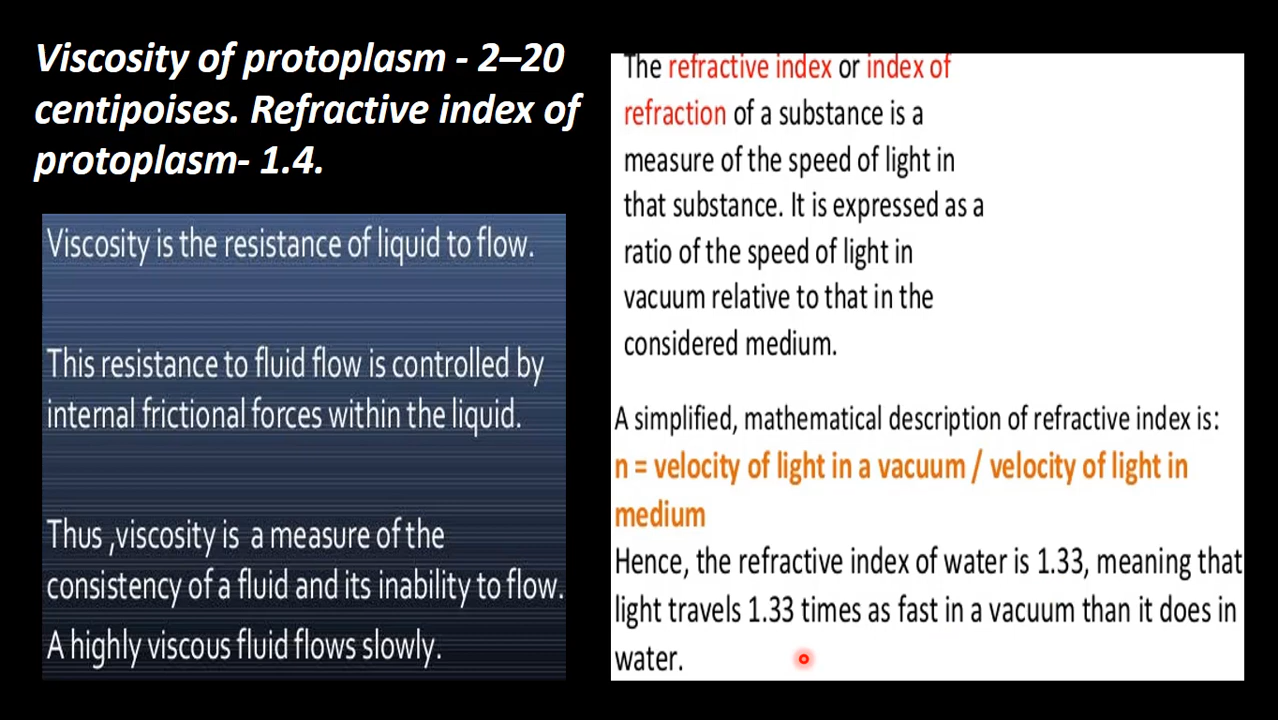 Viscosity of protoplasm - 2–20
centipoises. Refractive index of
protoplasm- 1.4.
Viscosity is the resistance of liquid to flow.
This resistance to fluid flow is controlled by
internal frictional forces within the liquid.
Thus ,viscosity is a measure of the
consistency of a fluid and its inability to flow.
A highly viscous fluid flows slowly.
The refractive index or index of
refraction of a substance is a
measure of the speed of light in
that substance. It is expressed as a
ratio of the speed of light in
vacuum relative to that in the
considered medium.
A simplified, mathematical description of refractive index is:
n = velocity of light in a vacuum / velocity of light in
medium
Hence, the refractive index of water is 1.33, meaning that
light travels 1.33 times as fast in a vacuum than it does in
water.